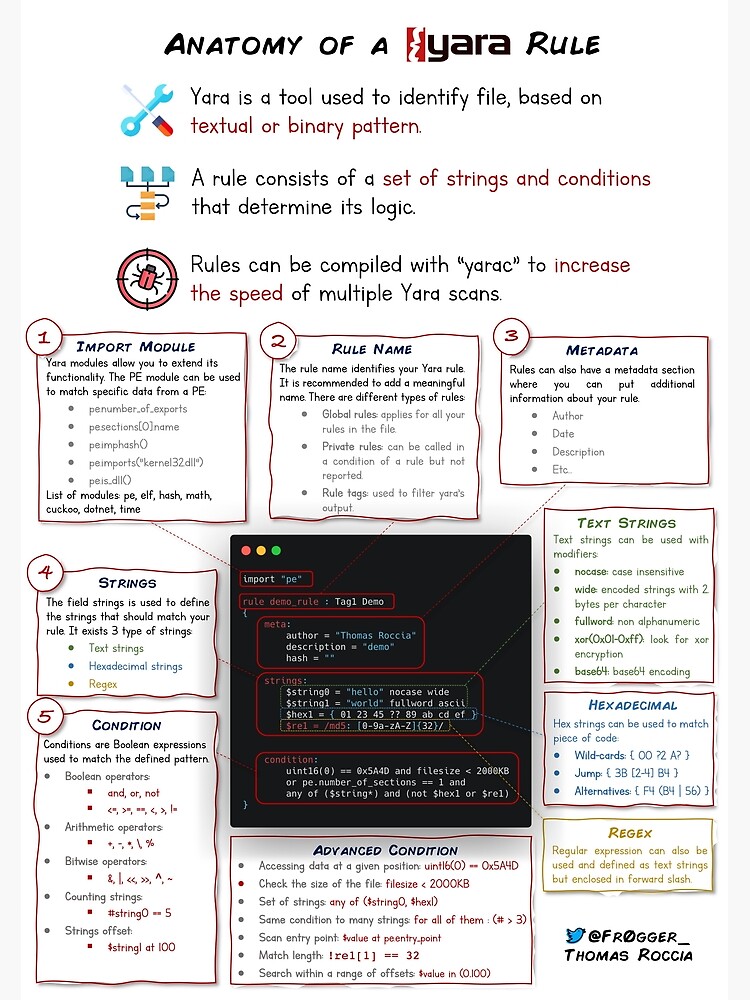 Anatomy of a yara Rule
Yara is a tool used to identify file, based on
textual or binary pattern.
A rule consists of a set of strings and conditions
that determine its logic.
Rules can be compiled with “yarac” to increase
the speed of multiple Yara scans.
1
Import Module
Yara modules allow you to extend its
functionality. The PE module can be used
to match specific data from a PE:
• pe.number_of_exports
• pe.sections[0].name
• pe.imphash()
• pe.imports("kernel32.dll")
• pe.is_dll()
List of modules: pe, elf, hash, math,
cuckoo, dotnet, time
2
Rule Name
The rule name identifies your Yara rule.
It is recommended to add a meaningful
name. There are different types of rules:
• Global rules: applies for all your
rules in the file.
• Private rules: can be called in
a condition of a rule but not
reported.
• Rule tags: used to filter yara's
output.
3
Metadata
Rules can also have a metadata section
where you can put additional
information about your rule.
• Author
• Date
• Description
• Etc...
4
Strings
The field strings is used to define
the strings that should match your
rule. It exists 3 type of strings:
• Text strings
• Hexadecimal strings
• Regex
5
Condition
Conditions are Boolean expressions
used to match the defined pattern.
• Boolean operators:
▪ and, or, not
▪ <=, >=, ==, <, >, !=
• Arithmetic operators:
▪ +, -, *, \, %
• Bitwise operators:
▪ &, |, <<, >>, ^, ~
• Counting strings:
▪ #string0 == 5
• Strings offset:
▪ $string1 at 100
import "pe"
rule demo_rule : Tag1 Demo
{
meta:
author = "Thomas Roccia"
description = "demo"
hash = ""
strings:
$string0 = "hello" nocase wide
$string1 = "world" fullword ascii
$hex1 = { 01 23 45 ?? 89 ab cd ef }
$re1 = /md5: [0-9a-zA-Z]{32}/
condition:
uint16(0) == 0x5A4D and filesize < 2000KB
or pe.number_of_sections == 1 and
any of ($string*) and (not $hex1 or $re1)
}
Text Strings
Text strings can be used with
modifiers:
• nocase: case insensitive
• wide: encoded strings with 2
bytes per character
• fullword: non alphanumeric
• xor(0x01-0xff): look for xor
encryption
• base64: base64 encoding
Hexadecimal
Hex strings can be used to match
piece of code:
• Wild-cards: { 00 ?2 A? }
• Jump: { 3B [2-4] B4 }
• Alternatives: { F4 (B4 | 56) }
Regex
Regular expression can also be
used and defined as text strings
but enclosed in forward slash.
Advanced Condition
• Accessing data at a given position: uint16(0) == 0x5A4D
• Check the size of the file: filesize < 2000KB
• Set of strings: any of ($string0, $hex1)
• Same condition to many strings: for all of them : (# > 3)
• Scan entry point: $value at pe.entry_point
• Match length: !re1[1] == 32
• Search within a range of offsets: $value in (0..100)
@Fr0gger_
Thomas Roccia